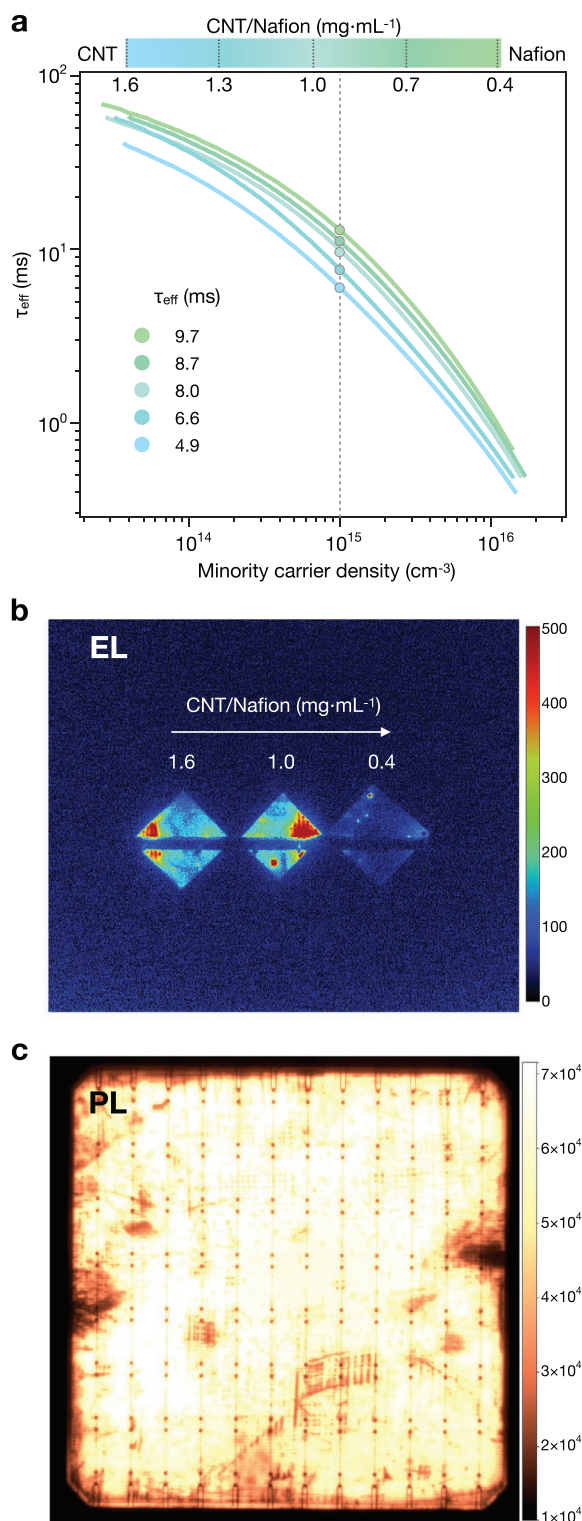 a
CNT/Nafion (mg·mL-1)
CNT
Nafion
1.6 1.3 1.0 0.7 0.4
10²
10¹
10⁰
τeff (ms)
τeff (ms)
9.7
8.7
8.0
6.6
4.9
10¹⁴ 10¹⁵ 10¹⁶
Minority carrier density (cm-3)
b
EL
CNT/Nafion (mg·mL-1)
1.6 1.0 0.4
500
400
300
200
100
0
c
PL
7×10⁴
6×10⁴
5×10⁴
4×10⁴
3×10⁴
2×10⁴
1×10⁴